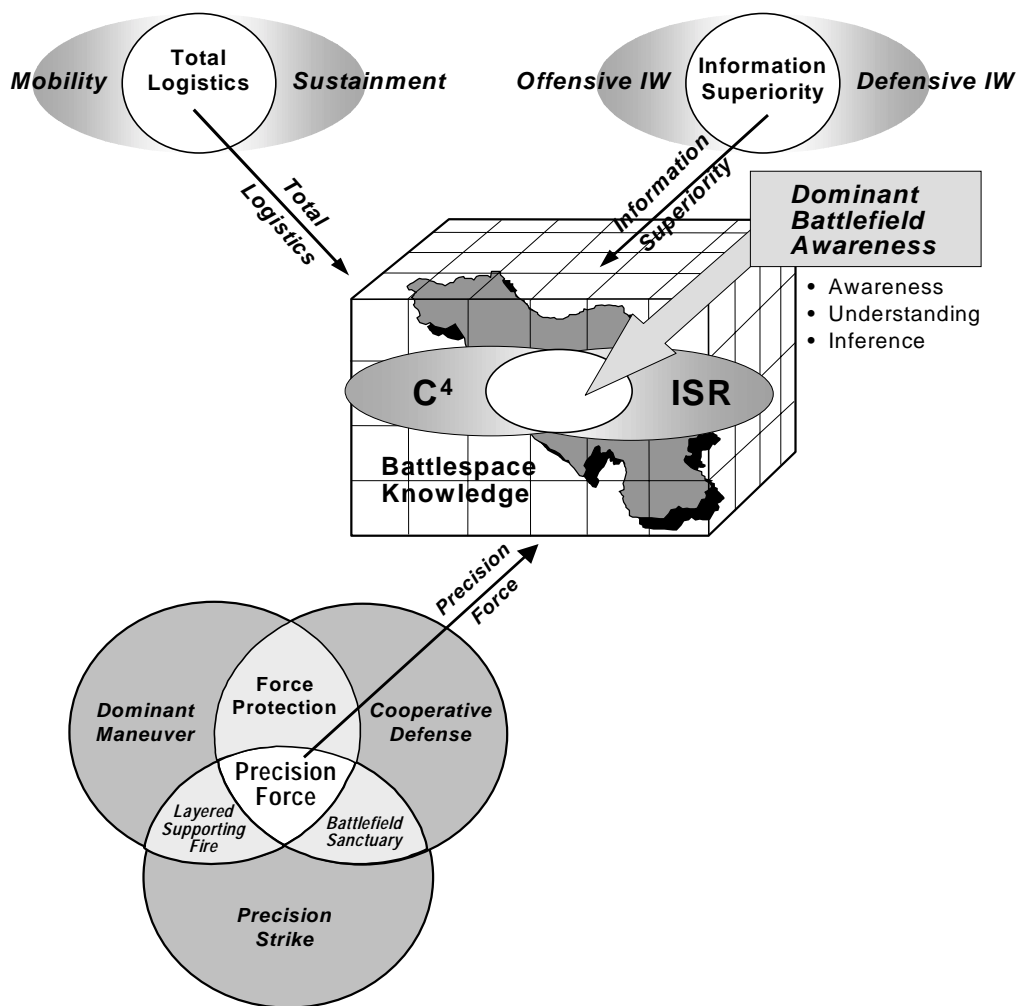 Mobility
Total
Logistics
Sustainment
Offensive IW
Information
Superiority
Defensive IW
Total
Logistics
Information
Superiority
Dominant
Battlefield
Awareness
• Awareness
• Understanding
• Inference
C⁴
ISR
Battlespace
Knowledge
Precision
Force
Dominant
Maneuver
Force
Protection
Cooperative
Defense
Precision
Force
Layered
Supporting
Fire
Battlefield
Sanctuary
Precision
Strike